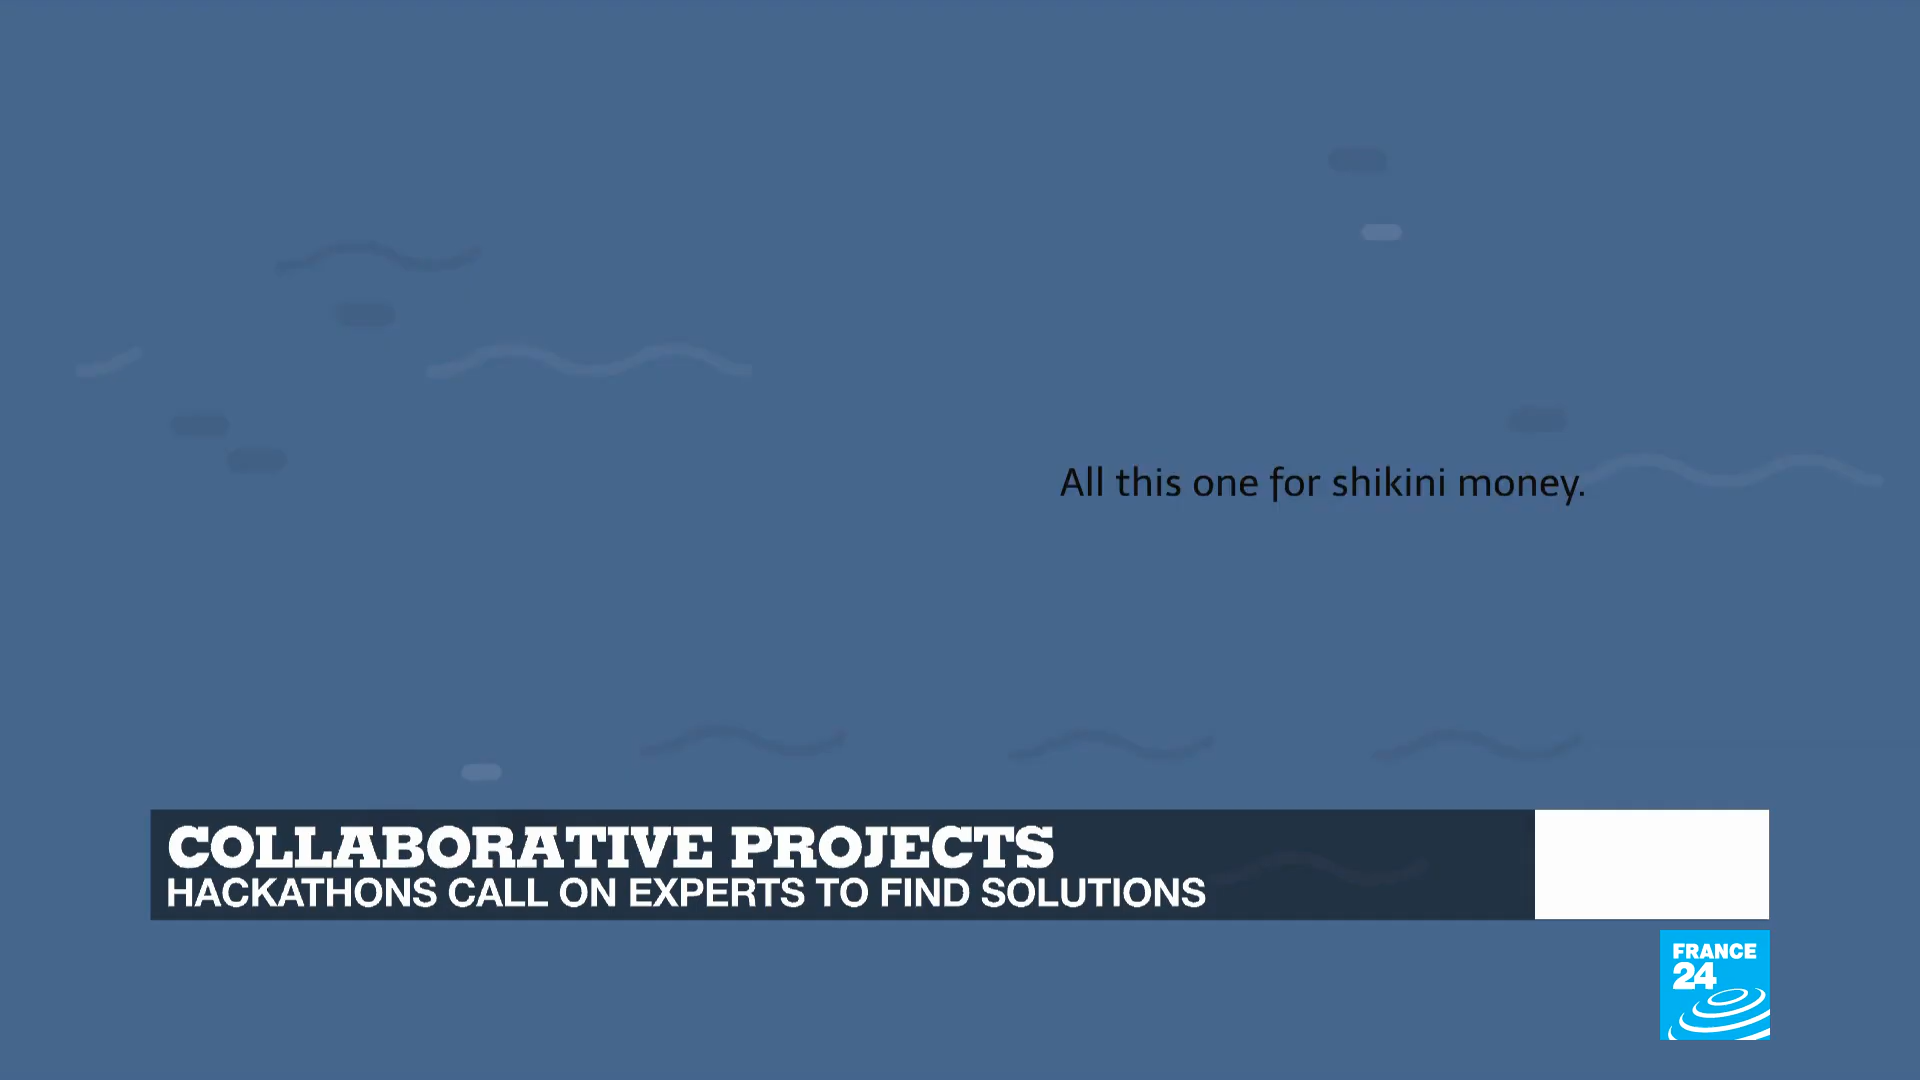 All this one for shikini money.
COLLABORATIVE PROJECTS
HACKATHONS CALL ON EXPERTS TO FIND SOLUTIONS
FRANCE
24